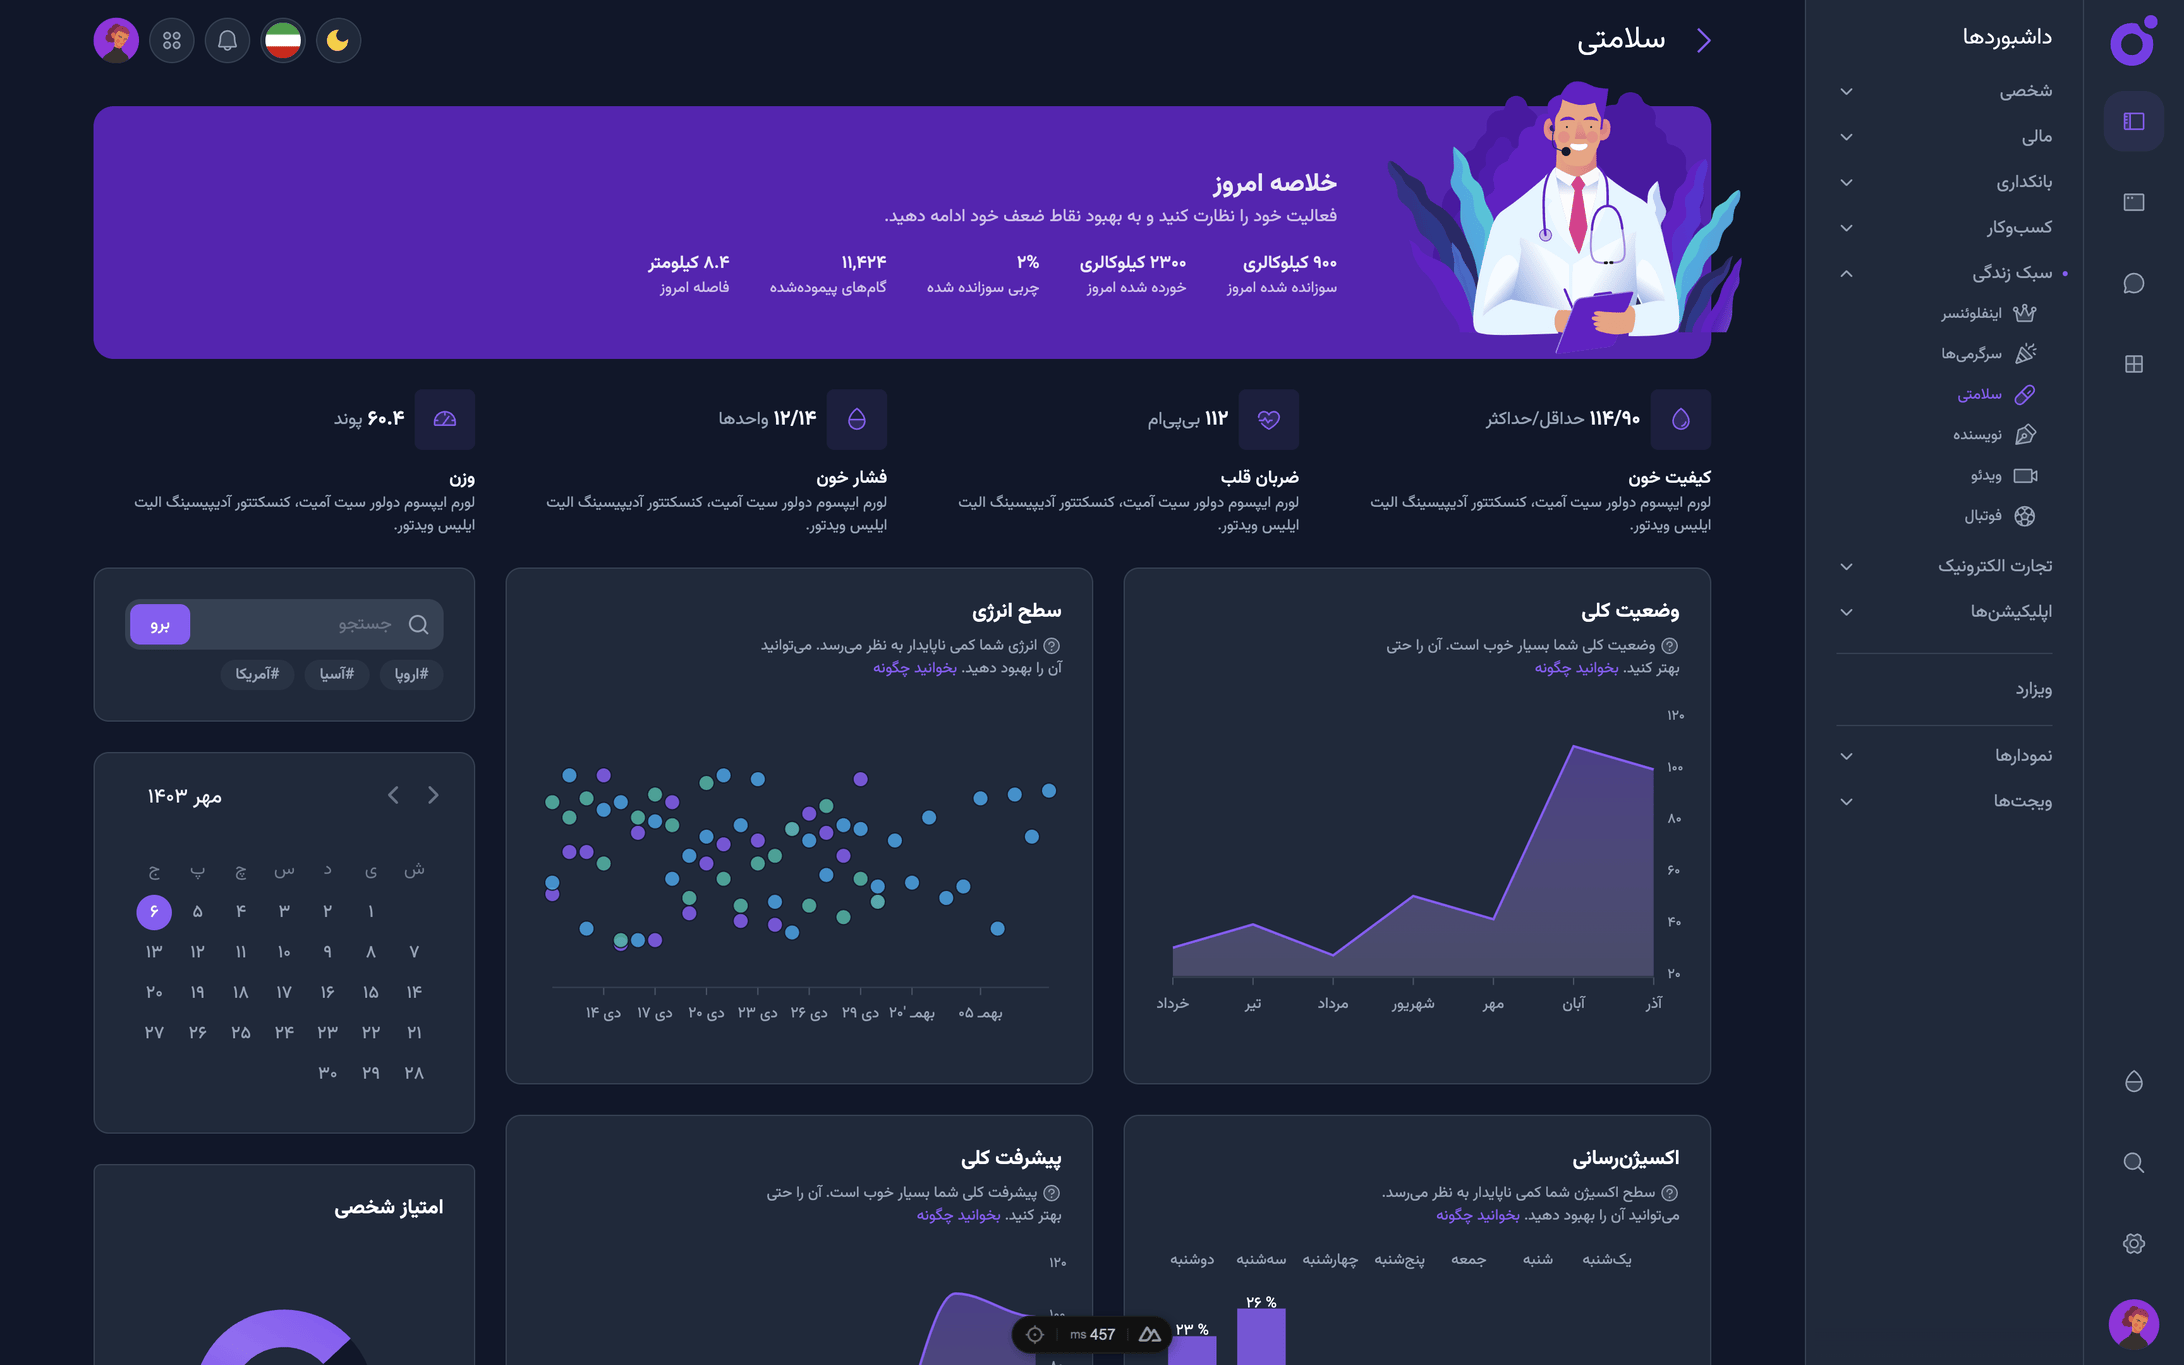 داشبوردها
شخصی
مالی
بانکداری
کسب‌وکار
سبک زندگی
اینفلوئنسر
سرگرمی‌ها
سلامتی
نویسنده
ویدئو
فوتبال
تجارت الکترونیک
اپلیکیشن‌ها
ویزارد
نمودارها
ویجت‌ها
سلامتی
خلاصه امروز
فعالیت خود را نظارت کنید و به بهبود نقاط ضعف خود ادامه دهید.
۹۰۰ کیلوکالری
سوزانده شده امروز
۲۳۰۰ کیلوکالری
خورده شده امروز
۲%
چربی سوزانده شده
۱۱,۴۲۴
گام‌های پیموده‌شده
۸.۴ کیلومتر
فاصله امروز
۱۱۴/۹۰ حداقل/حداکثر
کیفیت خون
لورم ایپسوم دولور سیت آمیت، کنسکتتور آدیپیسینگ الیت
ایلیس ویدتور.
۱۱۲ بی‌پی‌ام
ضربان قلب
لورم ایپسوم دولور سیت آمیت، کنسکتتور آدیپیسینگ الیت
ایلیس ویدتور.
۱۲/۱۴ واحدها
فشار خون
لورم ایپسوم دولور سیت آمیت، کنسکتتور آدیپیسینگ الیت
ایلیس ویدتور.
۶۰.۴ پوند
وزن
لورم ایپسوم دولور سیت آمیت، کنسکتتور آدیپیسینگ الیت
ایلیس ویدتور.
وضعیت کلی
وضعیت کلی شما بسیار خوب است. آن را حتی
بهتر کنید. بخوانید چگونه
۱۲۰
۱۰۰
۸۰
۶۰
۴۰
۲۰
آذر آبان مهر شهریور مرداد تیر خرداد
سطح انرژی
انرژی شما کمی ناپایدار به نظر می‌رسد. می‌توانید
آن را بهبود دهید. بخوانید چگونه
دی ۱۴ دی ۱۷ دی ۲۰ دی ۲۳ دی ۲۶ دی ۲۹ بهمـ '۲۰ بهمـ ۰۵
جستجو
برو
#اروپا #آسیا #آمریکا
مهر ۱۴۰۳
ش ی د س چ پ ج
۱ ۲ ۳ ۴ ۵ ۶
۷ ۸ ۹ ۱۰ ۱۱ ۱۲ ۱۳
۱۴ ۱۵ ۱۶ ۱۷ ۱۸ ۱۹ ۲۰
۲۱ ۲۲ ۲۳ ۲۴ ۲۵ ۲۶ ۲۷
۲۸ ۲۹ ۳۰
اکسیژن‌رسانی
سطح اکسیژن شما کمی ناپایدار به نظر می‌رسد.
می‌توانید آن را بهبود دهید. بخوانید چگونه
یک‌شنبه شنبه جمعه پنج‌شنبه چهارشنبه سه‌شنبه دوشنبه
۲۶ %
۲۳ %
پیشرفت کلی
پیشرفت کلی شما بسیار خوب است. آن را حتی
بهتر کنید. بخوانید چگونه
۱۲۰
امتیاز شخصی
457 ms